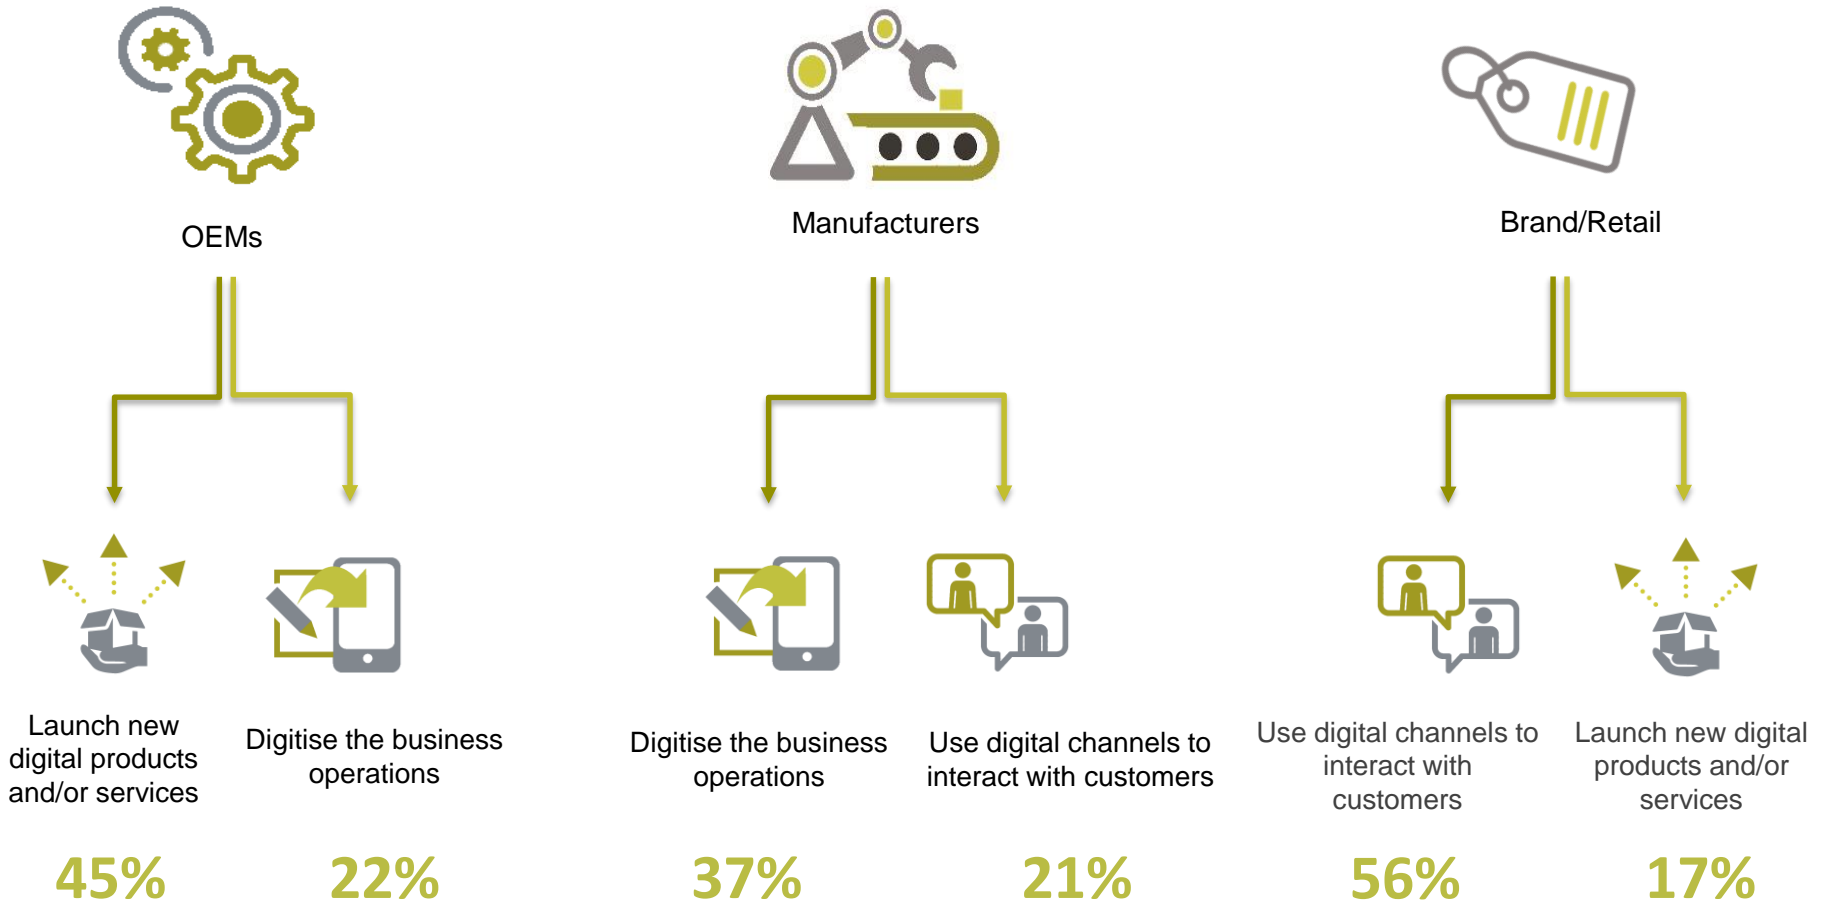 OEMs
Manufacturers
Brand/Retail
Launch new
digital products
and/or services
Digitise the business
operations
Digitise the business
operations
Use digital channels to
interact with customers
Use digital channels to
interact with
customers
Launch new digital
products and/or
services
45%
22%
37%
21%
56%
17%